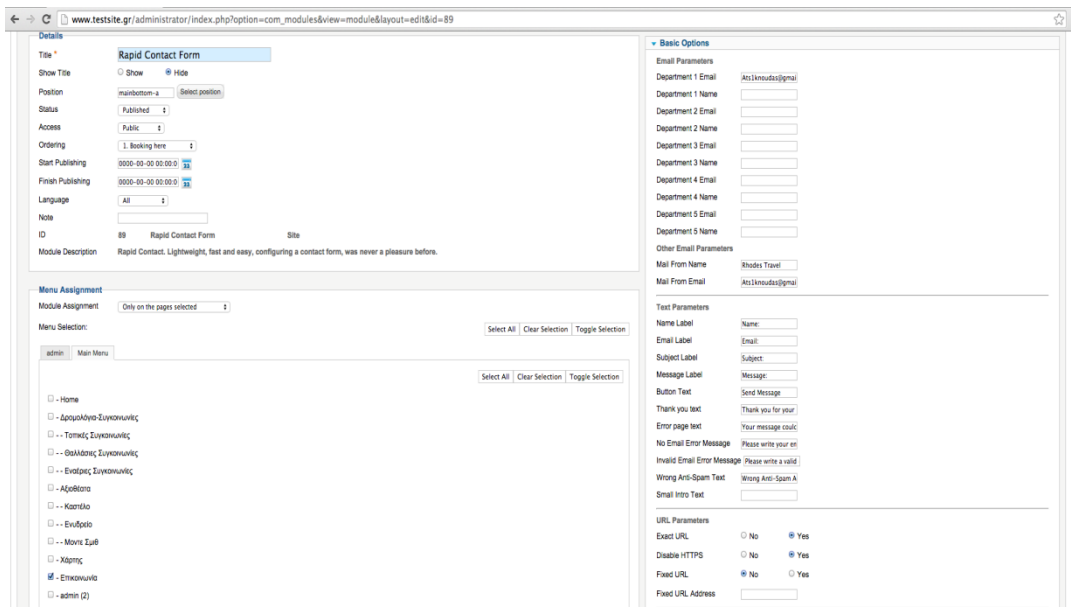 www.testsite.gr/administrator/index.php?option=com_modules&view=module&layout=edit&id=89
Details
Title * Rapid Contact Form
Show Title Show Hide
Position mainbottom-a Select position
Status Published
Access Public
Ordering 1. Booking here
Start Publishing 0000-00-00 00:00:0
Finish Publishing 0000-00-00 00:00:0
Language All
Note
ID 89 Rapid Contact Form Site
Module Description Rapid Contact. Lightweight, fast and easy, configuring a contact form, was never a pleasure before.
Menu Assignment
Module Assignment Only on the pages selected
Menu Selection: Select All Clear Selection Toggle Selection
admin Main Menu
Select All Clear Selection Toggle Selection
- Home
- Δρομολόγια-Συγκοινωνίες
- - Τοπικές Συγκοινωνίες
- - Θαλλάσιες Συγκοινωνίες
- - Εναέριες Συγκοινωνίες
- Αξιοθέατα
- - Καστέλο
- - Ενυδρείο
- - Μοντε Σμιθ
- Χάρτης
- Επικοινωνία
- admin (2)
Basic Options
Email Parameters
Department 1 Email Ats1knoudas@gmai
Department 1 Name
Department 2 Email
Department 2 Name
Department 3 Email
Department 3 Name
Department 4 Email
Department 4 Name
Department 5 Email
Department 5 Name
Other Email Parameters
Mail From Name Rhodes Travel
Mail From Email Ats1knoudas@gmai
Text Parameters
Name Label Name:
Email Label Email:
Subject Label Subject:
Message Label Message:
Button Text Send Message
Thank you text Thank you for your
Error page text Your message could
No Email Error Message Please write your em
Invalid Email Error Message Please write a valid
Wrong Anti-Spam Text Wrong Anti-Spam A
Small Intro Text
URL Parameters
Exact URL No Yes
Disable HTTPS No Yes
Fixed URL No Yes
Fixed URL Address